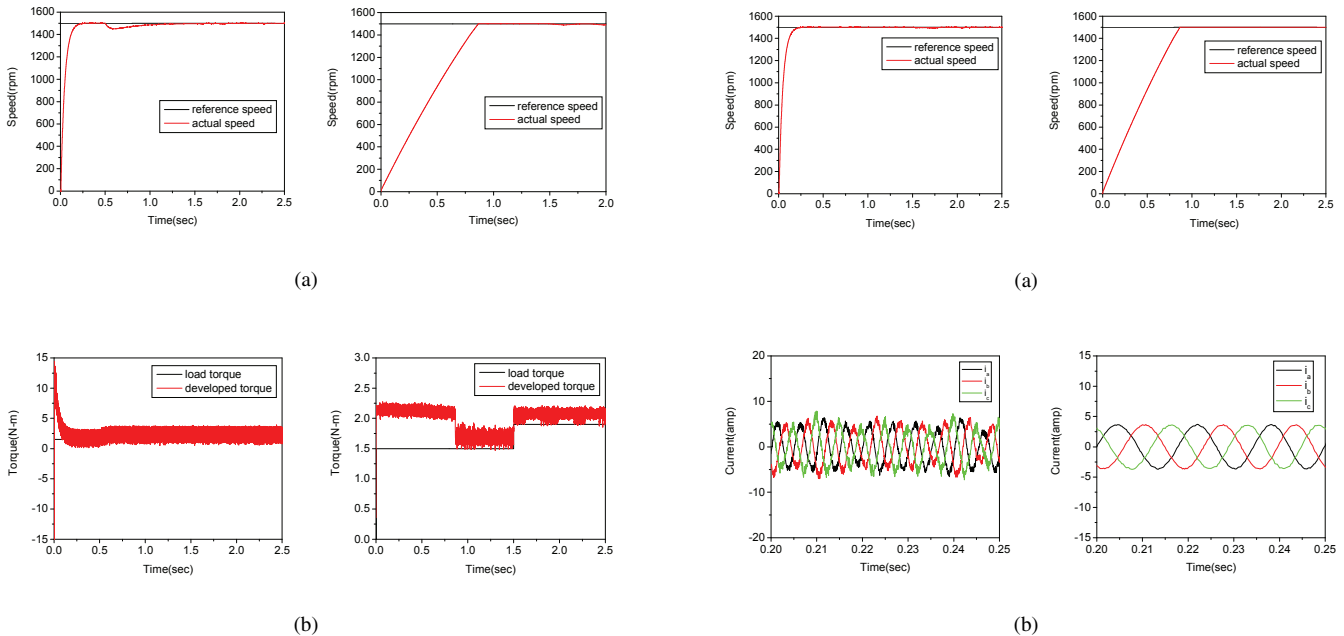 1600
1400
1200
1000
800
600
400
200
0
Speed(rpm)
reference speed
actual speed
0.0 0.5 1.0 1.5 2.0 2.5
Time(sec)
1600
1400
1200
1000
800
600
400
200
0
Speed(rpm)
reference speed
actual speed
0.0 0.5 1.0 1.5 2.0
Time(sec)
(a)
15
10
5
0
-5
-10
-15
Torque(N-m)
load torque
developed torque
0.0 0.5 1.0 1.5 2.0 2.5
Time(sec)
3.0
2.5
2.0
1.5
1.0
0.5
0.0
Torque(N-m)
load torque
developed torque
0.0 0.5 1.0 1.5 2.0 2.5
Time(sec)
(b)
1600
1400
1200
1000
800
600
400
200
0
Speed(rpm)
reference speed
actual speed
0.0 0.5 1.0 1.5 2.0 2.5
Time(sec)
1600
1400
1200
1000
800
600
400
200
0
Speed(rpm)
reference speed
actual speed
0.0 0.5 1.0 1.5 2.0 2.5
Time(sec)
(a)
20
10
0
-10
-20
Current(amp)
i a
i b
i c
0.20 0.21 0.22 0.23 0.24 0.25
Time(sec)
15
10
5
0
-5
-10
-15
Current(amp)
i a
i b
i c
0.20 0.21 0.22 0.23 0.24 0.25
Time(sec)
(b)